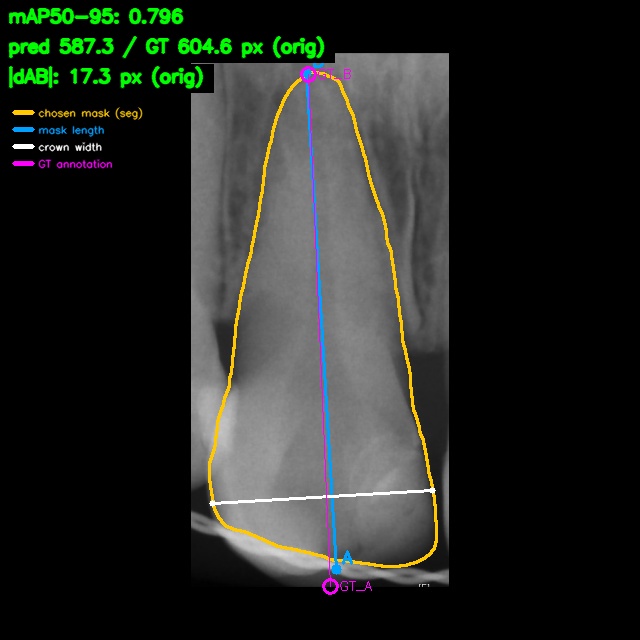 mAP50-95: 0.796
pred 587.3 / GT 604.6 px (orig)
|dAB|: 17.3 px (orig)
chosen mask (seg)
mask length
crown width
GT annotation
GT_B
A
GT_A